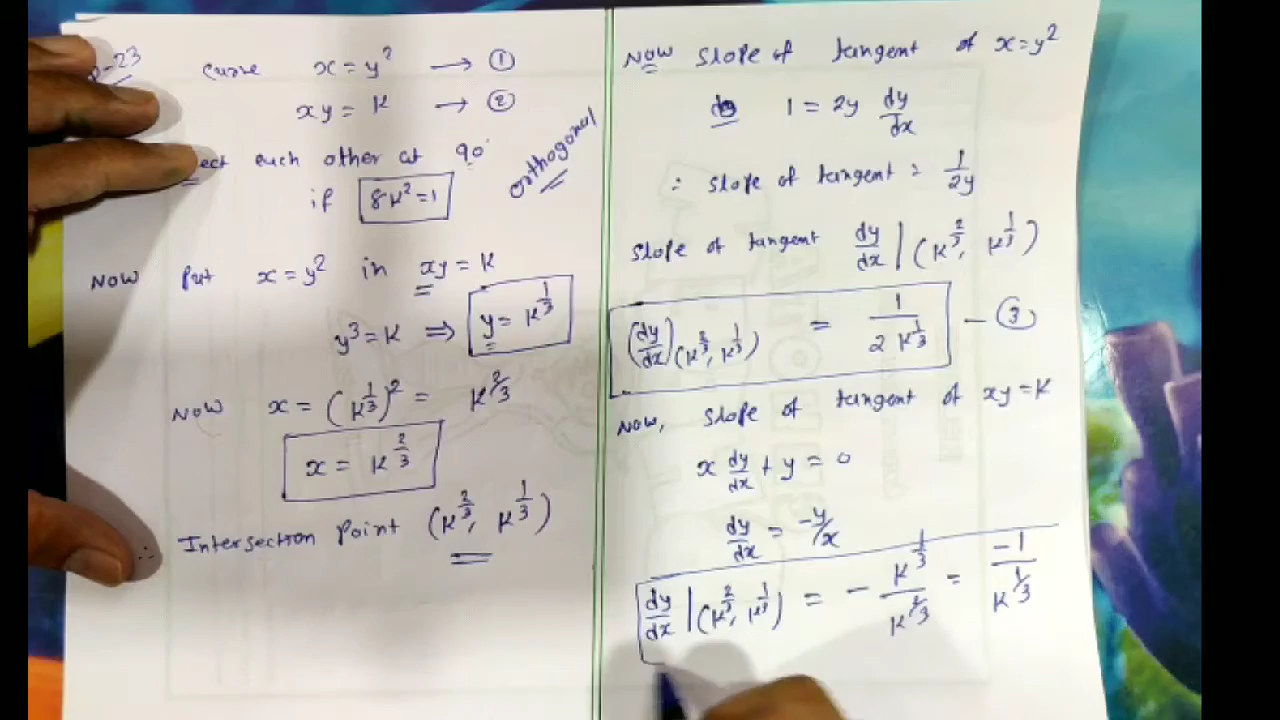 -23
curve x = y² → ①
xy = K → ②
ect each other at 90°
orthogonal
if 8K² = 1
NOW Put x = y² in xy = K
y³ = K ⇒ y = K^{1/3}
NOW x = (K^{1/3})² = K^{2/3}
x = K^{2/3}
∴ Intersection Point (K^{2/3}, K^{1/3})
NOW Slope of tangent of x = y²
1 = 2y dy/dx
∴ Slope of tangent = 1/2y
Slope of tangent dy/dx | (K^{2/3}, K^{1/3})
(dy/dx)(K^{2/3}, K^{1/3}) = 1/(2 K^{1/3}) — ③
NOW, Slope of tangent of xy = K
x dy/dx + y = 0
dy/dx = -y/x
dy/dx | (K^{2/3}, K^{1/3}) = - K^{1/3}/K^{2/3} = -1/K^{1/3}